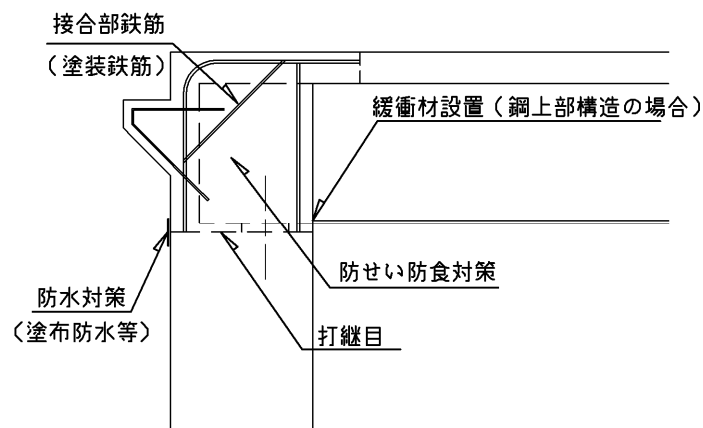 接合部鉄筋
（塗装鉄筋）
緩衝材設置（鋼上部構造の場合）
防せい防食対策
防水対策
（塗布防水等）
打継目